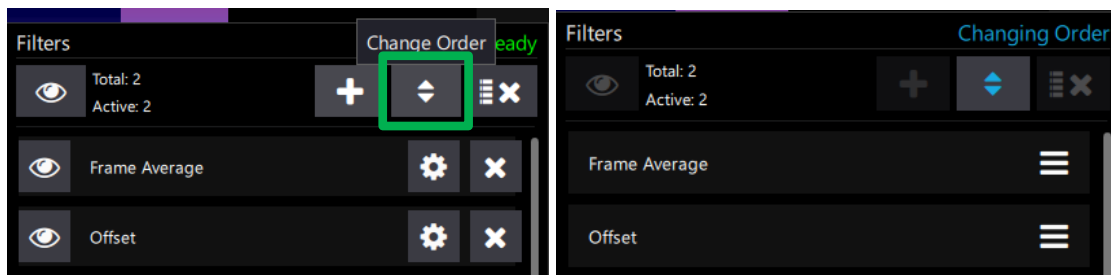 Filters
Change Order
eady
Total: 2
Active: 2
Frame Average
Offset
Filters
Changing Order
Total: 2
Active: 2
Frame Average
Offset